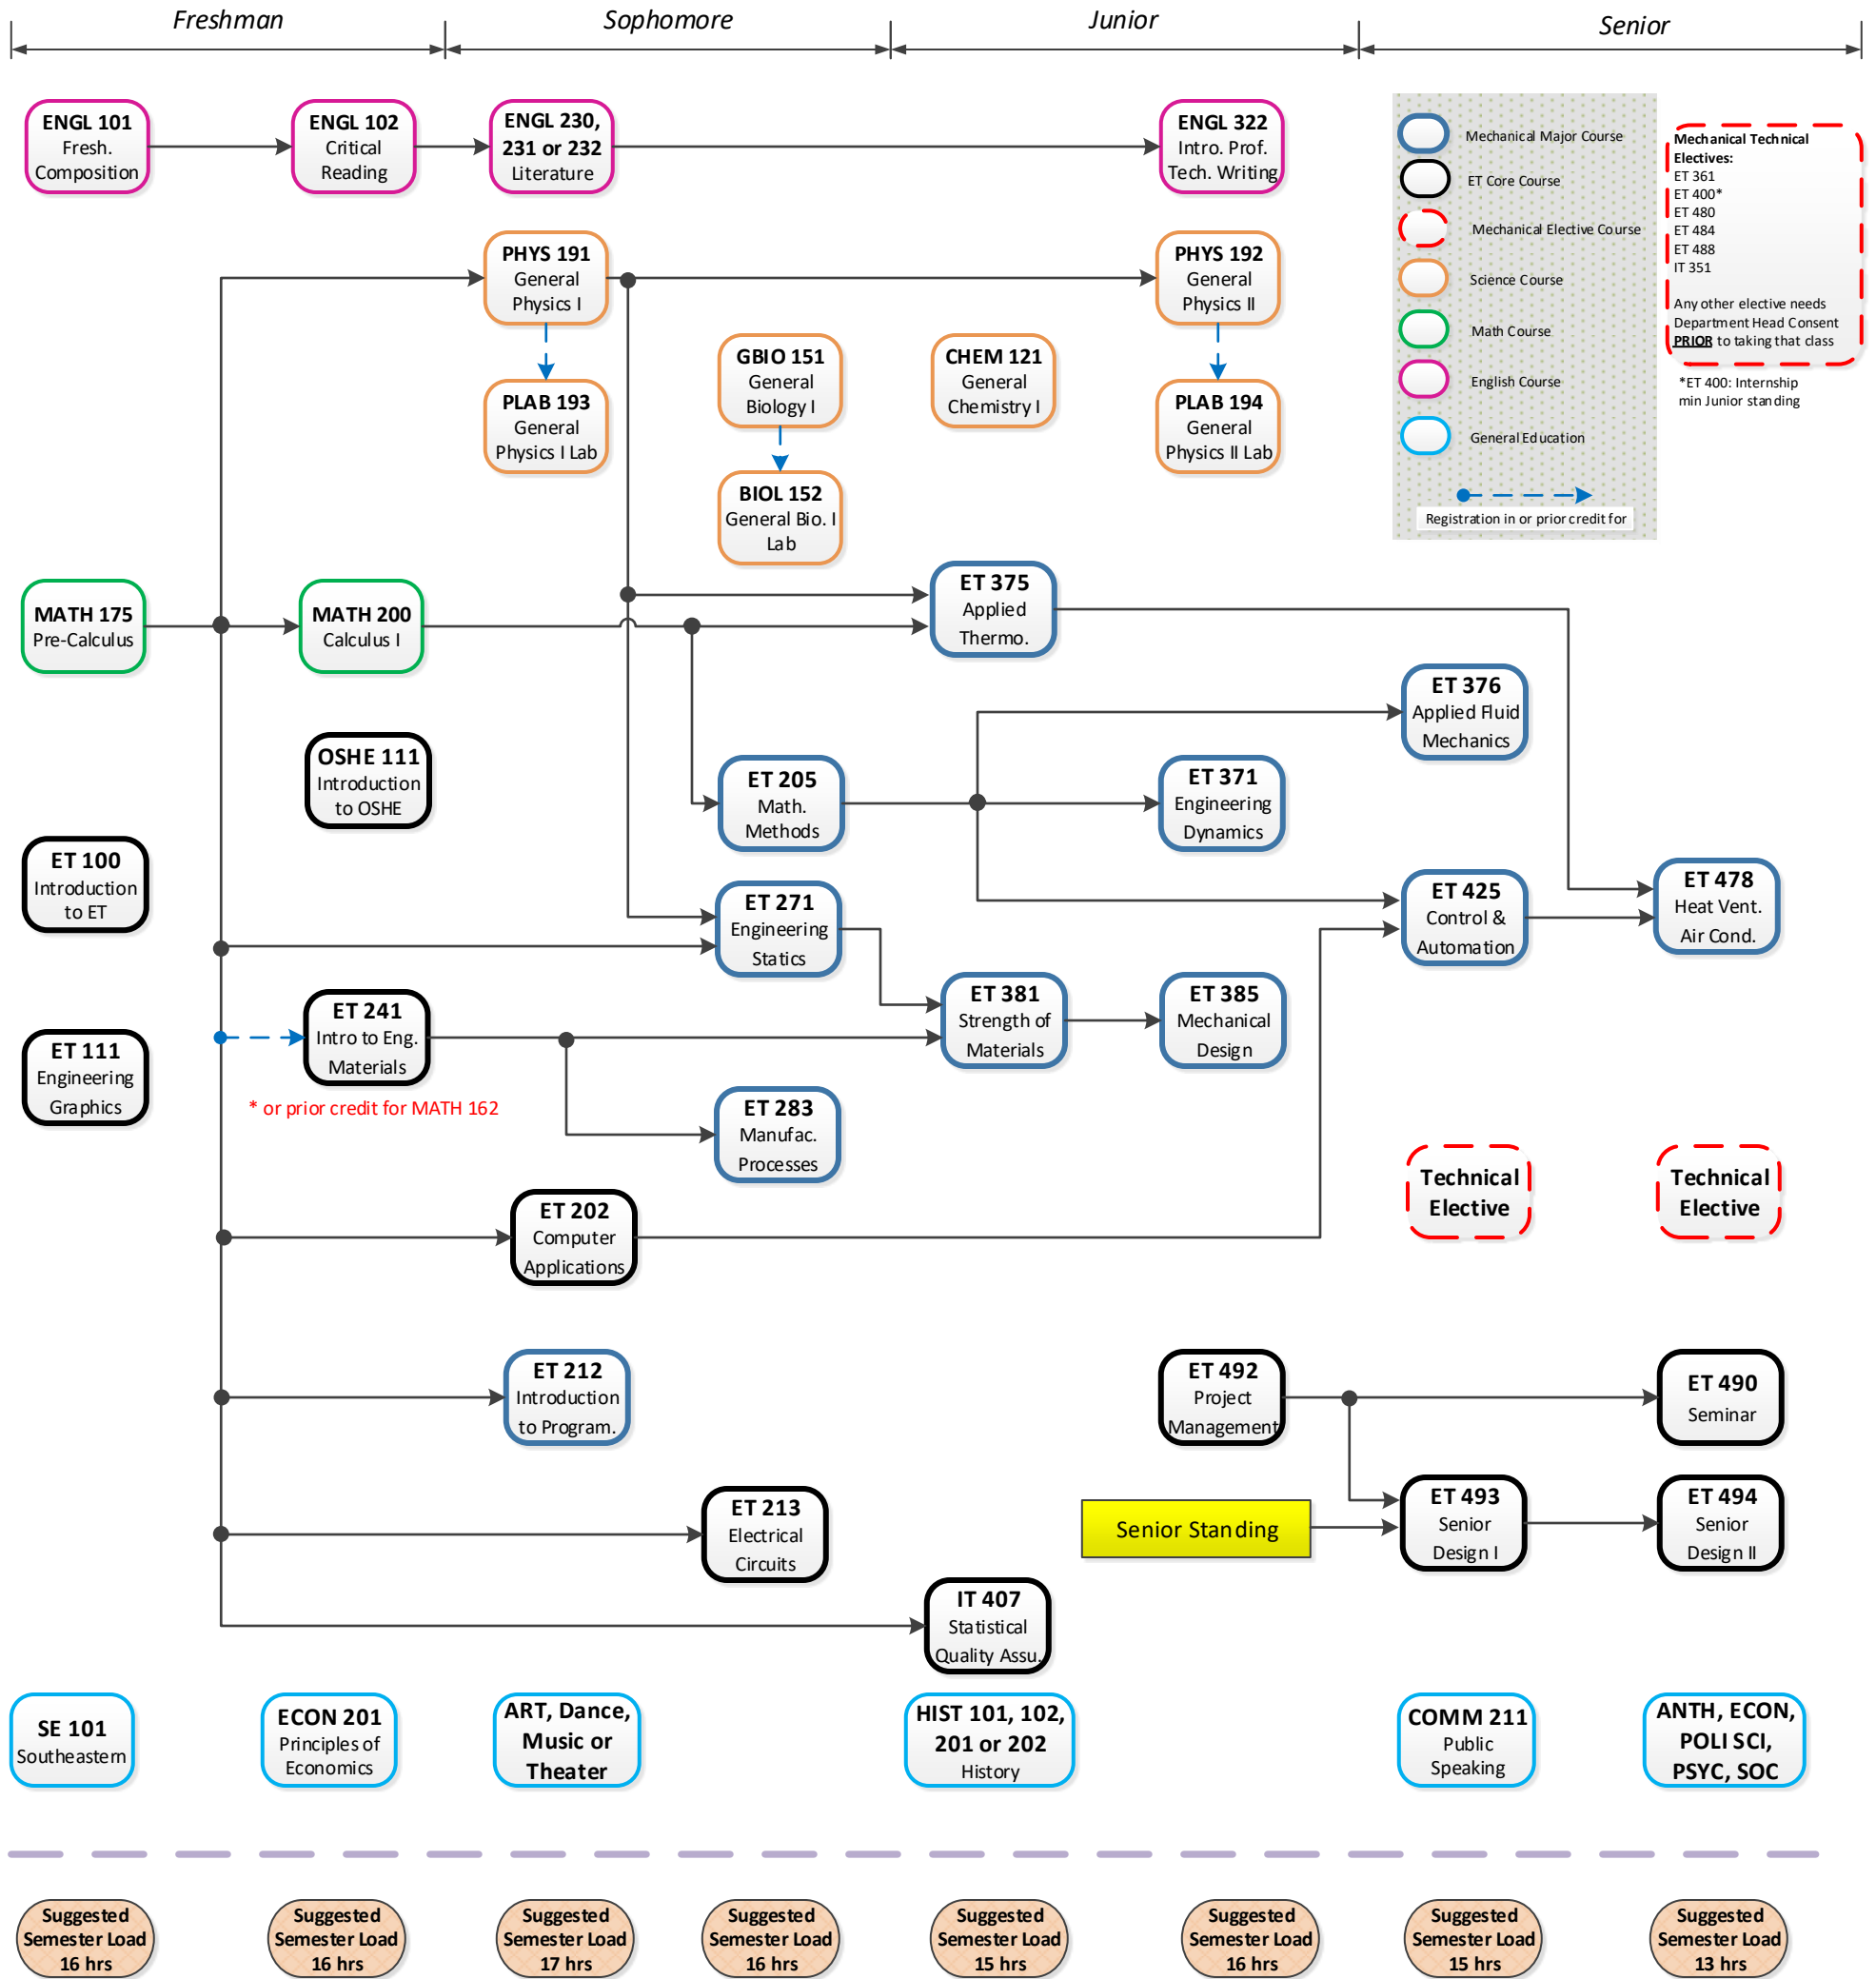 Freshman
Sophomore
Junior
Senior
ENGL 101
Fresh.
Composition
ENGL 102
Critical
Reading
ENGL 230,
231 or 232
Literature
ENGL 322
Intro. Prof.
Tech. Writing
Mechanical Major Course
ET Core Course
Mechanical Elective Course
Science Course
Math Course
English Course
General Education
Registration in or prior credit for
Mechanical Technical
Electives:
ET 361
ET 400*
ET 480
ET 484
ET 488
IT 351
Any other elective needs
Department Head Consent
PRIOR to taking that class
*ET 400: Internship
min Junior standing
PHYS 191
General
Physics I
PHYS 192
General
Physics II
PLAB 193
General
Physics I Lab
GBIO 151
General
Biology I
CHEM 121
General
Chemistry I
PLAB 194
General
Physics II Lab
BIOL 152
General Bio. I
Lab
MATH 175
Pre-Calculus
MATH 200
Calculus I
ET 375
Applied
Thermo.
ET 376
Applied Fluid
Mechanics
OSHE 111
Introduction
to OSHE
ET 205
Math.
Methods
ET 371
Engineering
Dynamics
ET 100
Introduction
to ET
ET 271
Engineering
Statics
ET 425
Control &
Automation
ET 478
Heat Vent.
Air Cond.
ET 111
Engineering
Graphics
ET 241
Intro to Eng.
Materials
* or prior credit for MATH 162
ET 381
Strength of
Materials
ET 385
Mechanical
Design
ET 283
Manufac.
Processes
Technical
Elective
Technical
Elective
ET 202
Computer
Applications
ET 212
Introduction
to Program.
ET 492
Project
Management
ET 490
Seminar
ET 213
Electrical
Circuits
Senior Standing
ET 493
Senior
Design I
ET 494
Senior
Design II
IT 407
Statistical
Quality Assu.
SE 101
Southeastern
ECON 201
Principles of
Economics
ART, Dance,
Music or
Theater
HIST 101, 102,
201 or 202
History
COMM 211
Public
Speaking
ANTH, ECON,
POLI SCI,
PSYC, SOC
Suggested
Semester Load
16 hrs
Suggested
Semester Load
16 hrs
Suggested
Semester Load
17 hrs
Suggested
Semester Load
16 hrs
Suggested
Semester Load
15 hrs
Suggested
Semester Load
16 hrs
Suggested
Semester Load
15 hrs
Suggested
Semester Load
13 hrs